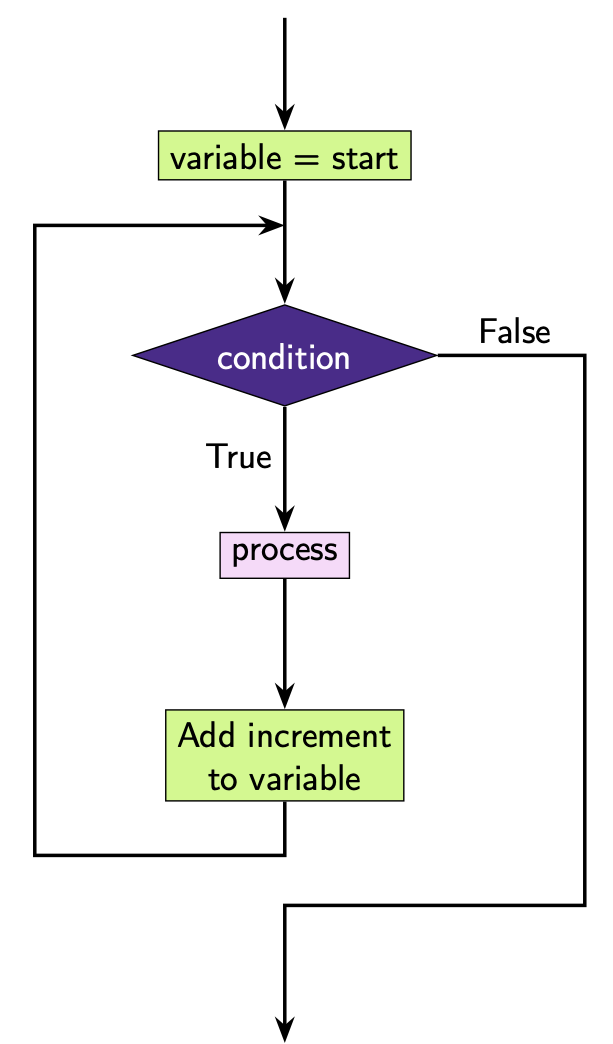 variable = start
condition
False
True
process
Add increment
to variable